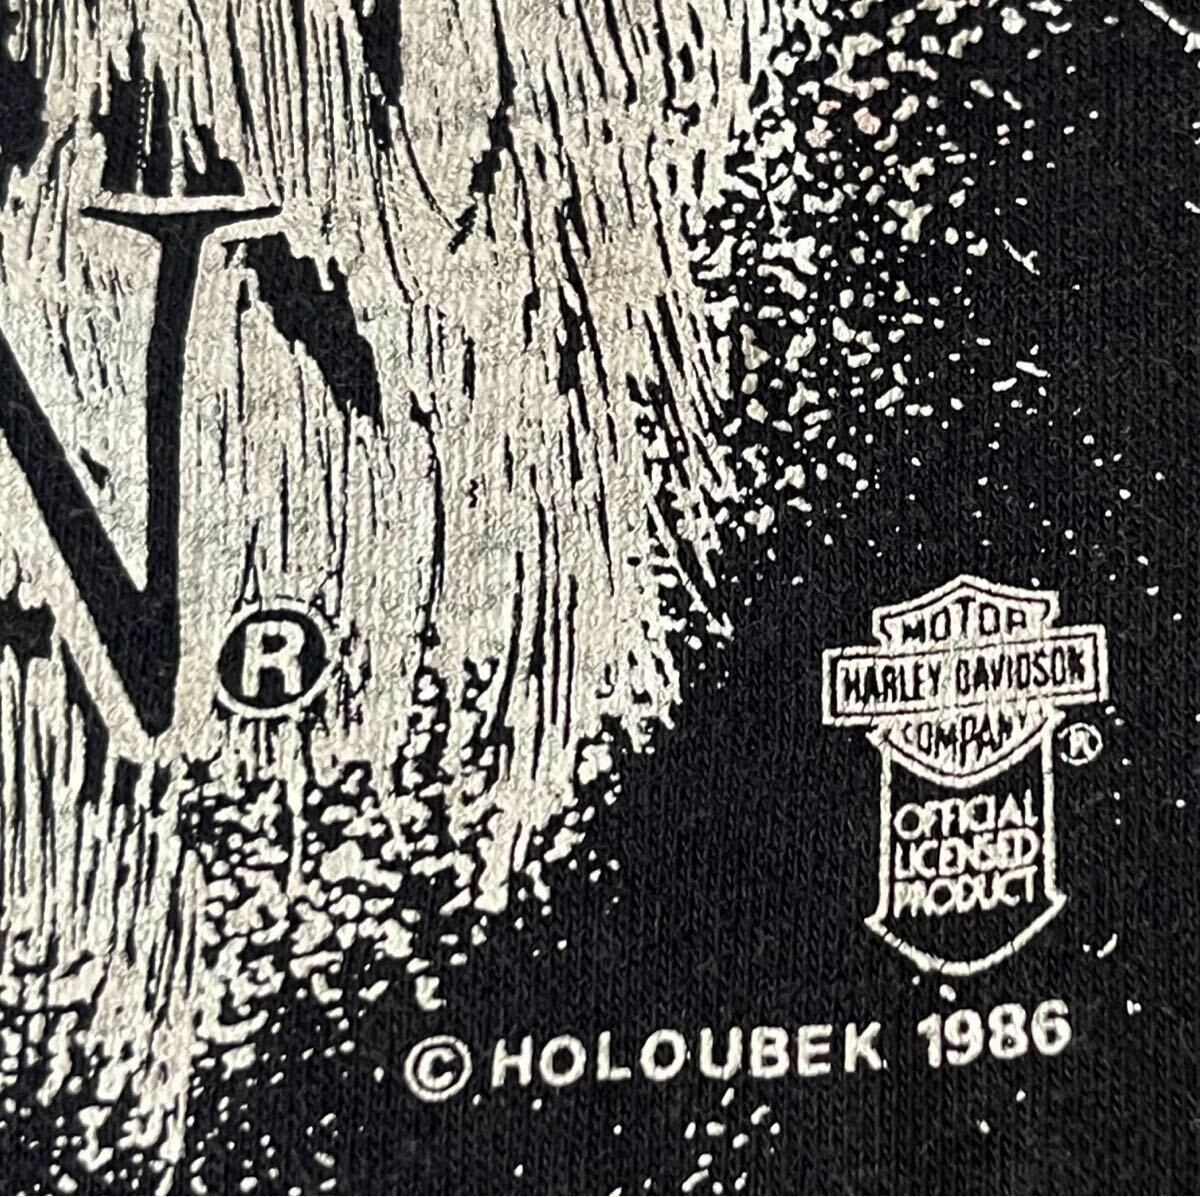 N
®
MOTOR
HARLEY-DAVIDSON
COMPANY
®
OFFICIAL
LICENSED
PRODUCT
© HOLOUBEK 1986